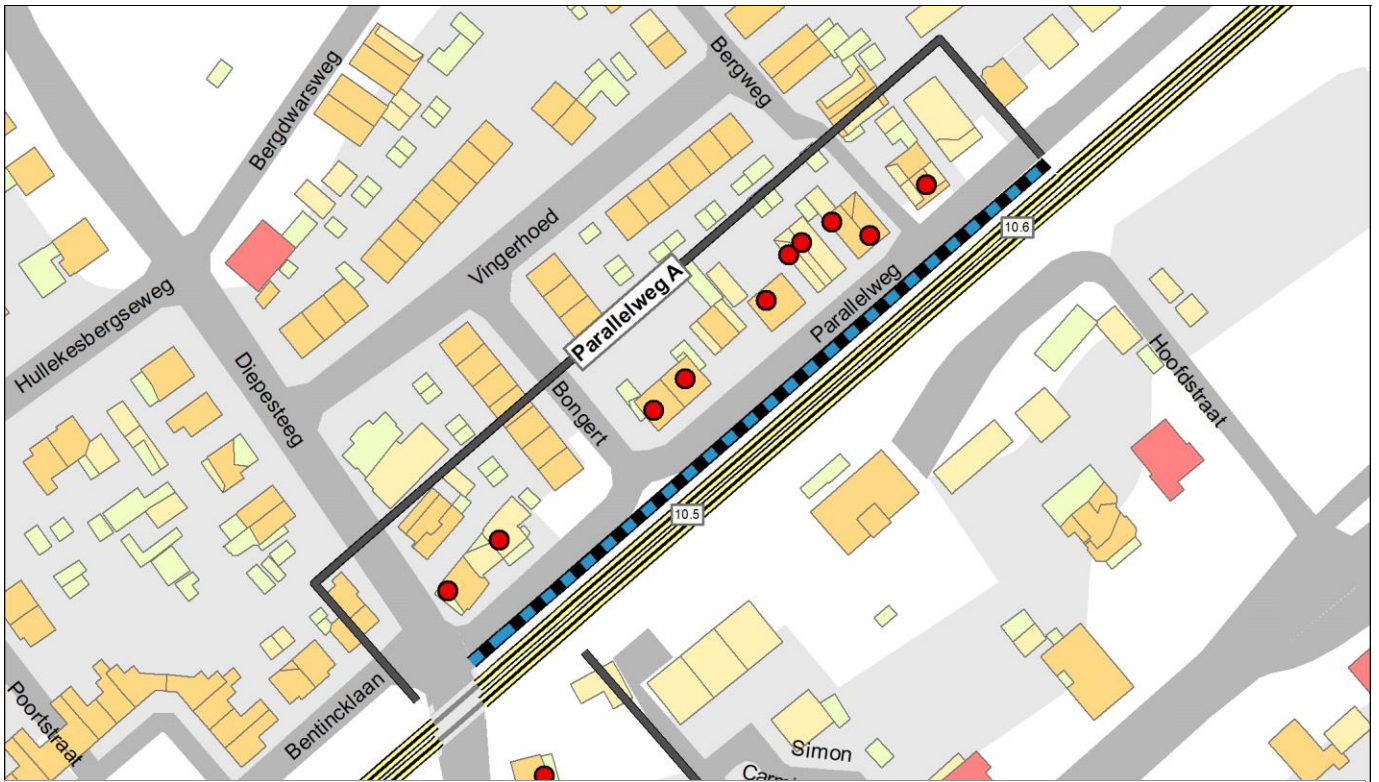 Bergdwarsweg
Bergweg
Vingerhoed
Hullekesbergseweg
Parallelweg A
Parallelweg
10.6
Diepesteeg
Bongert
Hoofdstraat
10.5
Poortstraat
Bentincklaan
Simon